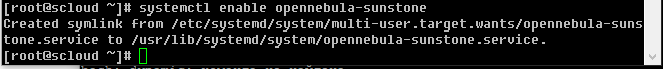 [root@scloud ~]# systemctl enable opennebula-sunstone
Created symlink from /etc/systemd/system/multi-user.target.wants/opennebula-suns
tone.service to /usr/lib/systemd/system/opennebula-sunstone.service.
[root@scloud ~]#